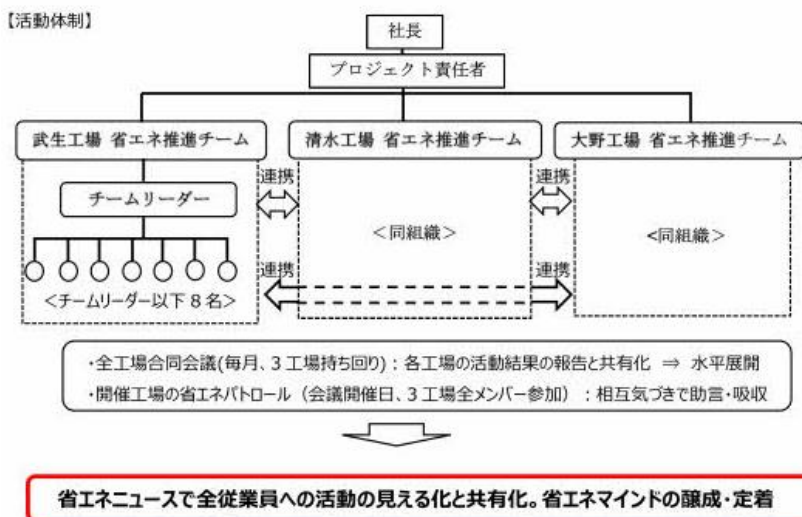 【活動体制】
社長
プロジェクト責任者
武生工場 省エネ推進チーム
清水工場 省エネ推進チーム
大野工場 省エネ推進チーム
チームリーダー
連携
連携
＜同組織＞
<同組織＞
連携
連携
＜チームリーダー以下 8 名＞
・全工場合同会議(毎月、3 工場持ち回り)：各工場の活動結果の報告と共有化 ⇒ 水平展開
・開催工場の省エネパトロール（会議開催日、3 工場全メンバー参加）：相互気づきで助言・吸収
省エネニュースで全従業員への活動の見える化と共有化。省エネマインドの醸成・定着